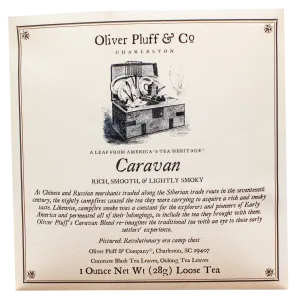 Oliver Pluff & Co
CHARLESTON
A LEAF FROM AMERICA'S TEA HERITAGE™
Caravan
RICH, SMOOTH, & LIGHTLY SMOKY
As Chinese and Russian merchants traded along the Siberian trade route in the seventeenth
century, the nightly campfires caused the tea they were carrying to acquire a rich and smoky
taste. Likewise, campfire smoke was a constant for the explorers and pioneers of Early
America and permeated all of their belongings, to include the tea they brought with them.
Oliver Pluff's Caravan Blend re-imagines the traditional tea with an eye to those early
settlers' experience.
Pictured: Revolutionary era camp chest
Oliver Pluff & Company®, Charleston, SC 29407
Black Tea Leaves, Oolong Tea Leaves
1 Ounce Net Wt (28g) Loose Tea